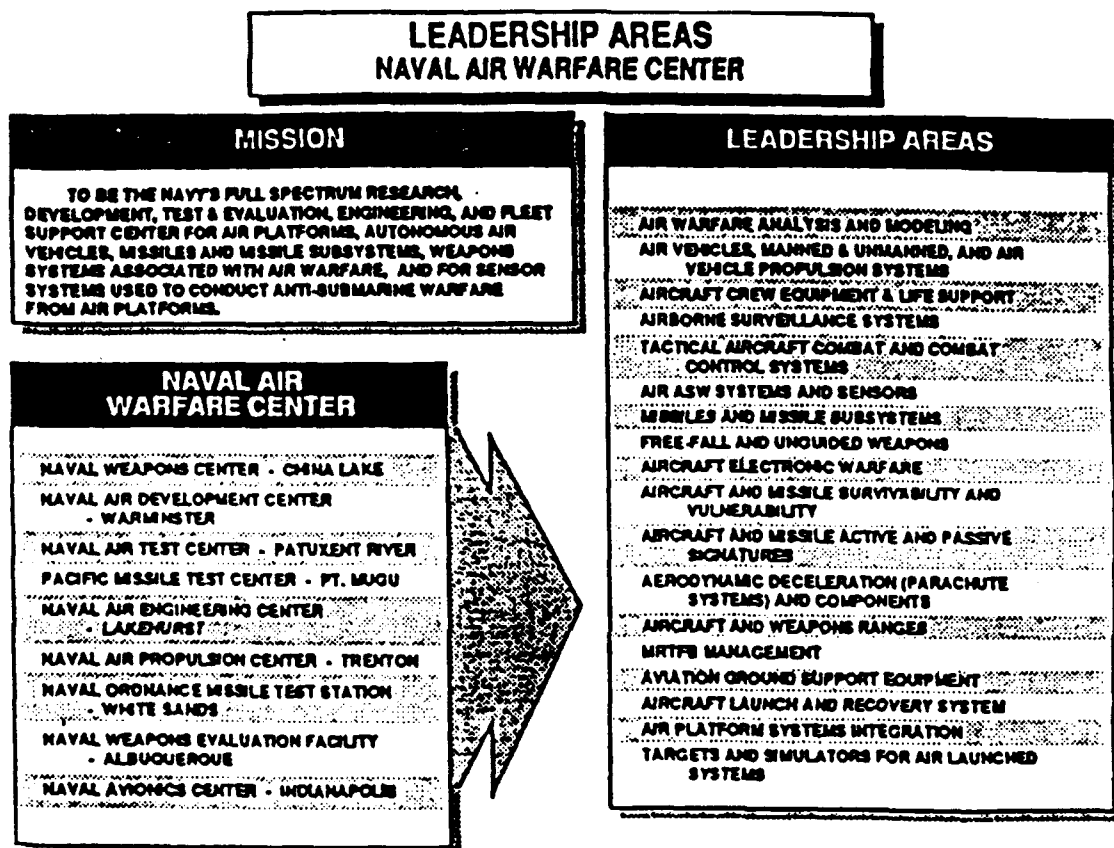 LEADERSHIP AREAS
NAVAL AIR WARFARE CENTER
MISSION
TO BE THE NAVY'S FULL SPECTRUM RESEARCH,
DEVELOPMENT, TEST & EVALUATION, ENGINEERING, AND FLEET
SUPPORT CENTER FOR AIR PLATFORMS, AUTONOMOUS AIR
VEHICLES, MISSILES AND MISSILE SUBSYSTEMS, WEAPONS
SYSTEMS ASSOCIATED WITH AIR WARFARE, AND FOR SENSOR
SYSTEMS USED TO CONDUCT ANTI-SUBMARINE WARFARE
FROM AIR PLATFORMS.
NAVAL AIR
WARFARE CENTER
NAVAL WEAPONS CENTER - CHINA LAKE
NAVAL AIR DEVELOPMENT CENTER
- WARMINSTER
NAVAL AIR TEST CENTER - PATUXENT RIVER
PACIFIC MISSILE TEST CENTER - PT. MUGU
NAVAL AIR ENGINEERING CENTER
- LAKEHURST
NAVAL AIR PROPULSION CENTER - TRENTON
NAVAL ORDNANCE MISSILE TEST STATION
- WHITE SANDS
NAVAL WEAPONS EVALUATION FACILITY
- ALBUQUERQUE
NAVAL AVIONICS CENTER - INDIANAPOLIS
LEADERSHIP AREAS
AIR WARFARE ANALYSIS AND MODELING
AIR VEHICLES, MANNED & UNMANNED, AND AIR
VEHICLE PROPULSION SYSTEMS
AIRCRAFT CREW EQUIPMENT & LIFE SUPPORT
AIRBORNE SURVEILLANCE SYSTEMS
TACTICAL AIRCRAFT COMBAT AND COMBAT
CONTROL SYSTEMS
AIR ASW SYSTEMS AND SENSORS
MISSILES AND MISSILE SUBSYSTEMS
FREE-FALL AND UNGUIDED WEAPONS
AIRCRAFT ELECTRONIC WARFARE
AIRCRAFT AND MISSILE SURVIVABILITY AND
VULNERABILITY
AIRCRAFT AND MISSILE ACTIVE AND PASSIVE
SIGNATURES
AERODYNAMIC DECELERATION (PARACHUTE
SYSTEMS) AND COMPONENTS
AIRCRAFT AND WEAPONS RANGES
MRTFB MANAGEMENT
AVIATION GROUND SUPPORT EQUIPMENT
AIRCRAFT LAUNCH AND RECOVERY SYSTEM
AIR PLATFORM SYSTEMS INTEGRATION
TARGETS AND SIMULATORS FOR AIR LAUNCHED
SYSTEMS